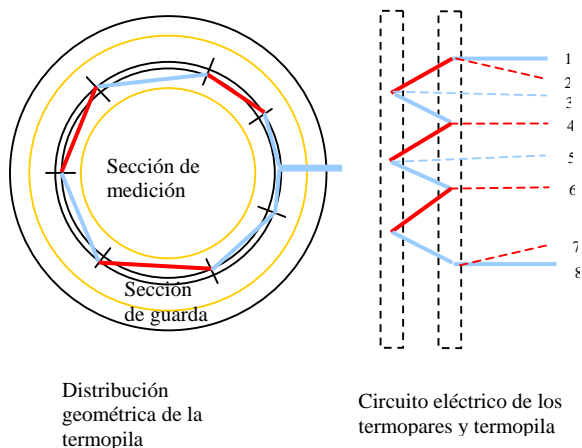 Sección de
medición
Sección
de guarda
1
2
3
4
5
6
7
8
Distribución
geométrica de la
termopila
Circuito eléctrico de los
termopares y termopila